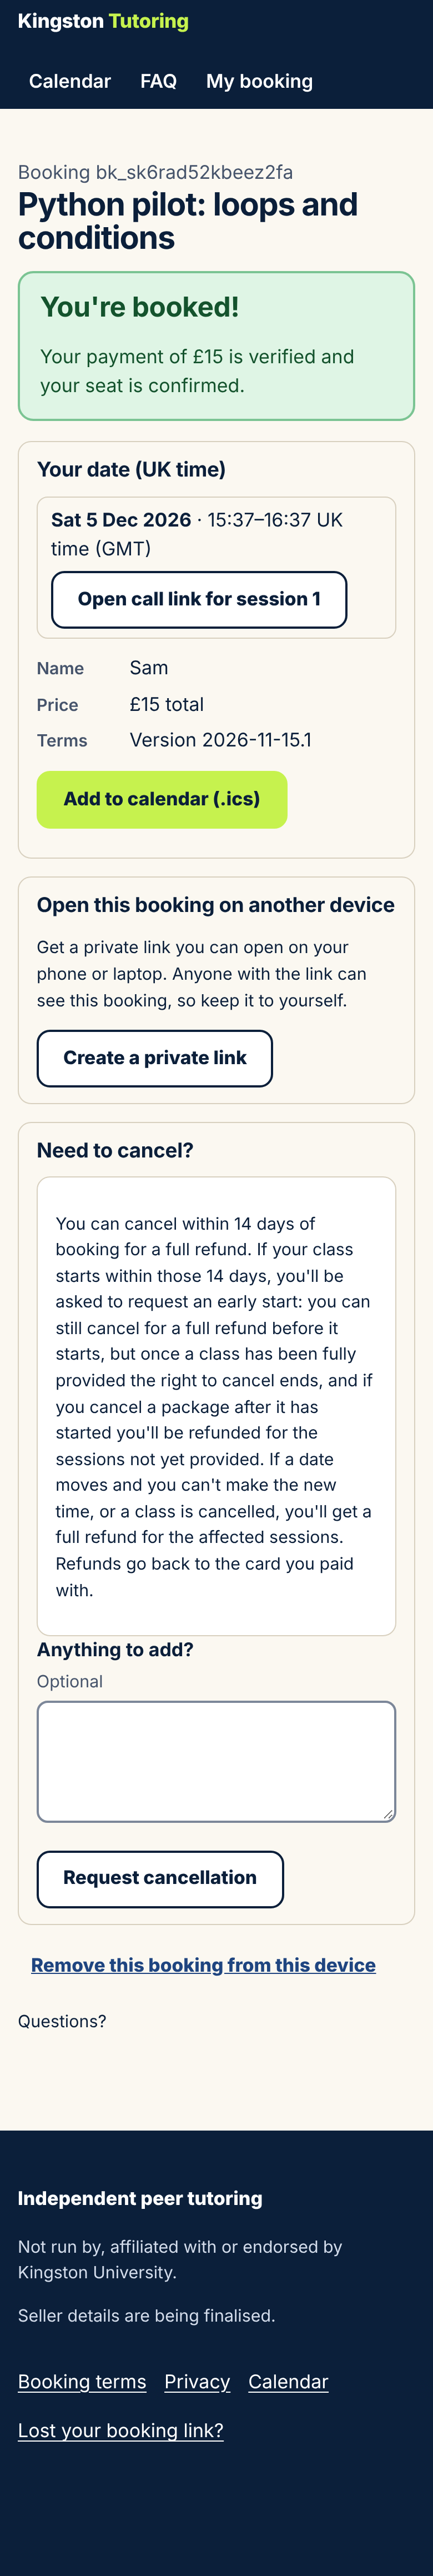 Kingston Tutoring
Calendar FAQ My booking
Booking bk_sk6rad52kbeez2fa
Python pilot: loops and
conditions
You're booked!
Your payment of £15 is verified and
your seat is confirmed.
Your date (UK time)
Sat 5 Dec 2026 · 15:37–16:37 UK
time (GMT)
Open call link for session 1
Name Sam
Price £15 total
Terms Version 2026-11-15.1
Add to calendar (.ics)
Open this booking on another device
Get a private link you can open on your
phone or laptop. Anyone with the link can
see this booking, so keep it to yourself.
Create a private link
Need to cancel?
You can cancel within 14 days of
booking for a full refund. If your class
starts within those 14 days, you'll be
asked to request an early start: you can
still cancel for a full refund before it
starts, but once a class has been fully
provided the right to cancel ends, and if
you cancel a package after it has
started you'll be refunded for the
sessions not yet provided. If a date
moves and you can't make the new
time, or a class is cancelled, you'll get a
full refund for the affected sessions.
Refunds go back to the card you paid
with.
Anything to add?
Optional
Request cancellation
Remove this booking from this device
Questions?
Independent peer tutoring
Not run by, affiliated with or endorsed by
Kingston University.
Seller details are being finalised.
Booking terms Privacy Calendar
Lost your booking link?